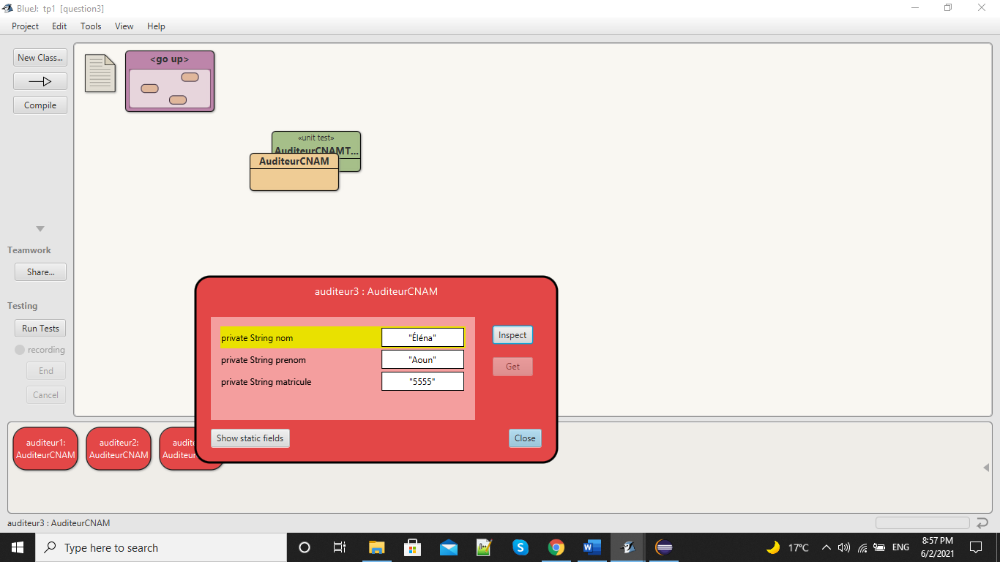 BlueJ: tp1 [question3]
Project Edit Tools View Help
New Class...
Compile
<go up>
«unit test»
AuditeurCNAMT...
AuditeurCNAM
Teamwork
Share...
Testing
Run Tests
recording
End
Cancel
auditeur3 : AuditeurCNAM
private String nom "Éléna"
private String prenom "Aoun"
private String matricule "5555"
Inspect
Get
Show static fields
Close
auditeur1:
AuditeurCNAM
auditeur2:
AuditeurCNAM
audite
Auditeur
auditeur3 : AuditeurCNAM
Type here to search
17°C
ENG
8:57 PM
6/2/2021